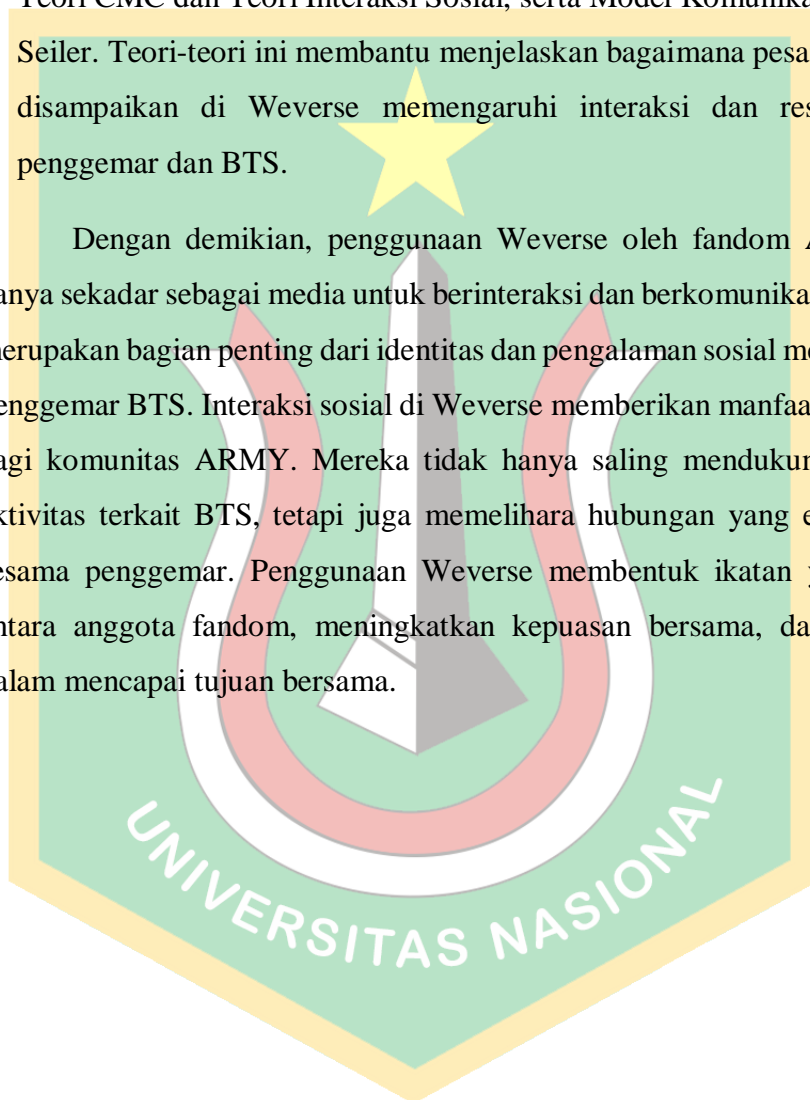 Teori CMC dan Teori Interaksi Sosial, serta Model Komunika
Seiler. Teori-teori ini membantu menjelaskan bagaimana pesa
disampaikan di Weverse memengaruhi interaksi dan res
penggemar dan BTS.
Dengan demikian, penggunaan Weverse oleh fandom A
anya sekadar sebagai media untuk berinteraksi dan berkomunika
erupakan bagian penting dari identitas dan pengalaman sosial me
enggemar BTS. Interaksi sosial di Weverse memberikan manfaa
agi komunitas ARMY. Mereka tidak hanya saling mendukun
ktivitas terkait BTS, tetapi juga memelihara hubungan yang e
esama penggemar. Penggunaan Weverse membentuk ikatan y
ntara anggota fandom, meningkatkan kepuasan bersama, da
alam mencapai tujuan bersama.
UNIVERSITAS NASIONAL